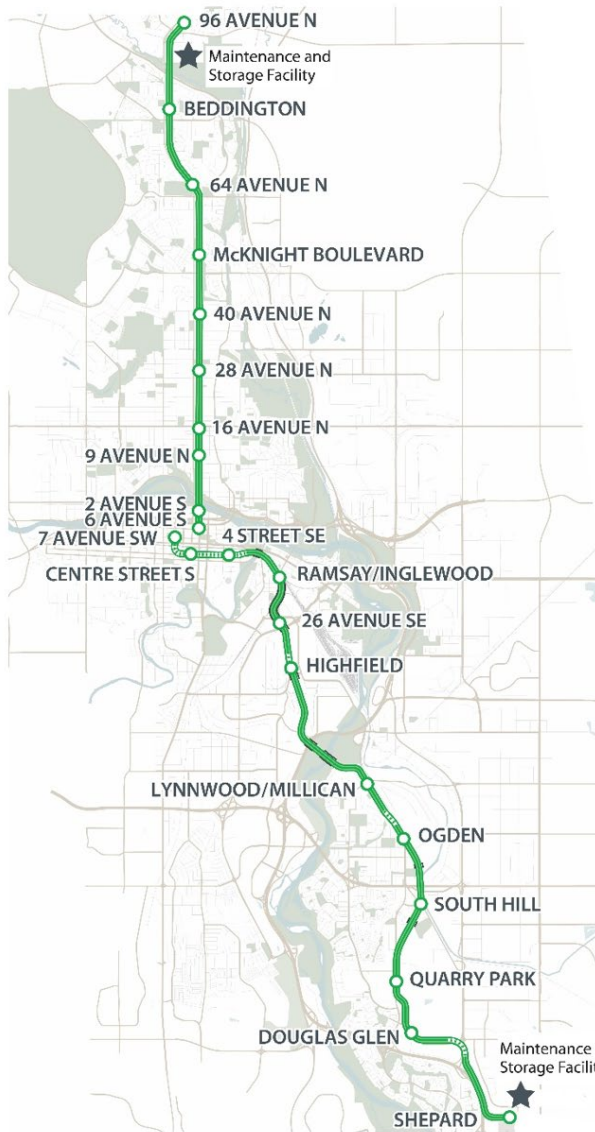 96 AVENUE N
Maintenance and
Storage Facility
BEDDINGTON
64 AVENUE N
McKNIGHT BOULEVARD
40 AVENUE N
28 AVENUE N
16 AVENUE N
9 AVENUE N
2 AVENUE S
6 AVENUE S
7 AVENUE SW
4 STREET SE
CENTRE STREET S
RAMSAY/INGLEWOOD
26 AVENUE SE
HIGHFIELD
LYNNWOOD/MILLICAN
OGDEN
SOUTH HILL
QUARRY PARK
DOUGLAS GLEN
Maintenance
Storage Facilit
SHEPARD